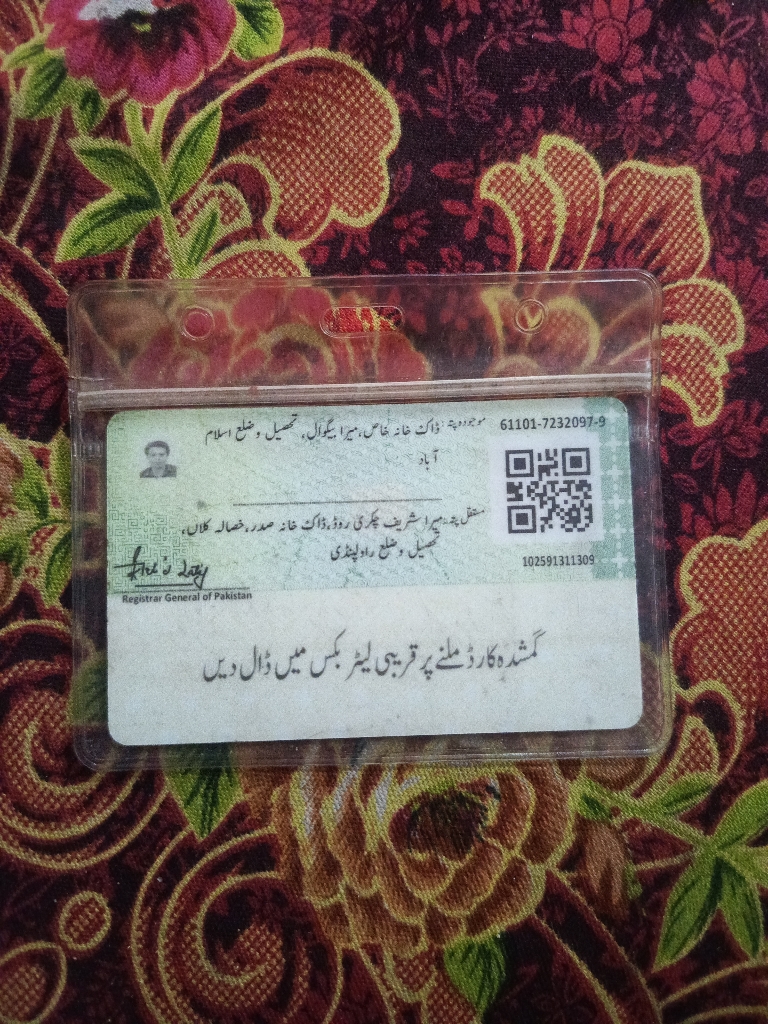 61101-7232097-9
موجودہ پتہ: ڈاک خانہ خاص، میرا بیگوال، تحصیل و ضلع اسلام
آباد
مستقل پتہ: میرا شریف چکری روڈ، ڈاک خانہ صدر، خصالہ کلاں،
تحصیل و ضلع راولپنڈی
102591311309
Registrar General of Pakistan
گمشدہ کارڈ ملنے پر قریبی لیٹر بکس میں ڈال دیں